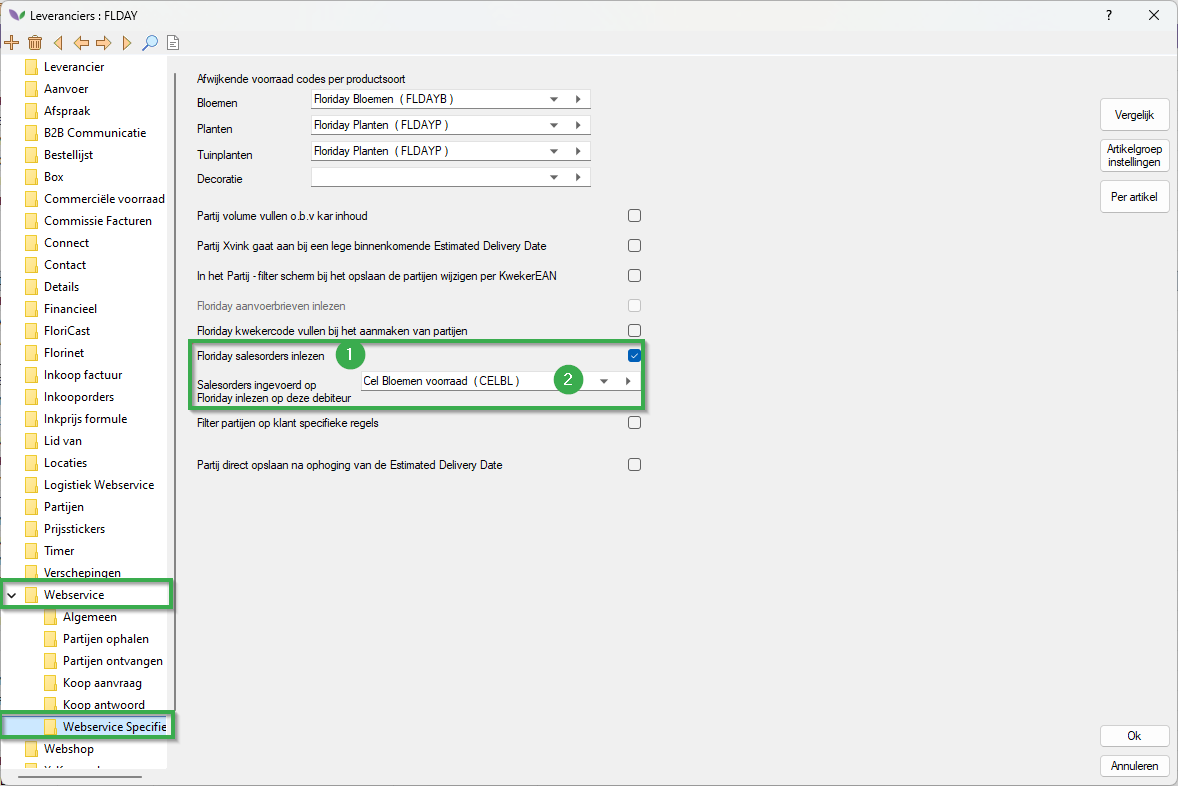 Leveranciers : FLDAY
?
Leverancier
Aanvoer
Afspraak
B2B Communicatie
Bestellijst
Box
Commerciële voorraad
Commissie Facturen
Connect
Contact
Details
Financieel
FloriCast
Florinet
Inkoop factuur
Inkooporders
Inkprijs formule
Lid van
Locaties
Logistiek Webservice
Partijen
Prijsstickers
Timer
Verschepingen
Webservice
Algemeen
Partijen ophalen
Partijen ontvangen
Koop aanvraag
Koop antwoord
Webservice Specifie
Webshop
Afwijkende voorraad codes per productsoort
Bloemen
Floriday Bloemen ( FLDAYB )
Planten
Floriday Planten ( FLDAYP )
Tuinplanten
Floriday Planten ( FLDAYP )
Decoratie
Partij volume vullen o.b.v kar inhoud
Partij Xvink gaat aan bij een lege binnenkomende Estimated Delivery Date
In het Partij - filter scherm bij het opslaan de partijen wijzigen per KwekerEAN
Floriday aanvoerbrieven inlezen
Floriday kwekercode vullen bij het aanmaken van partijen
Floriday salesorders inlezen
1
Salesorders ingevoerd op
Floriday inlezen op deze debiteur
Cel Bloemen voorraad ( CELBL )
2
Filter partijen op klant specifieke regels
Partij direct opslaan na ophoging van de Estimated Delivery Date
Vergelijk
Artikelgroep
instellingen
Per artikel
Ok
Annuleren